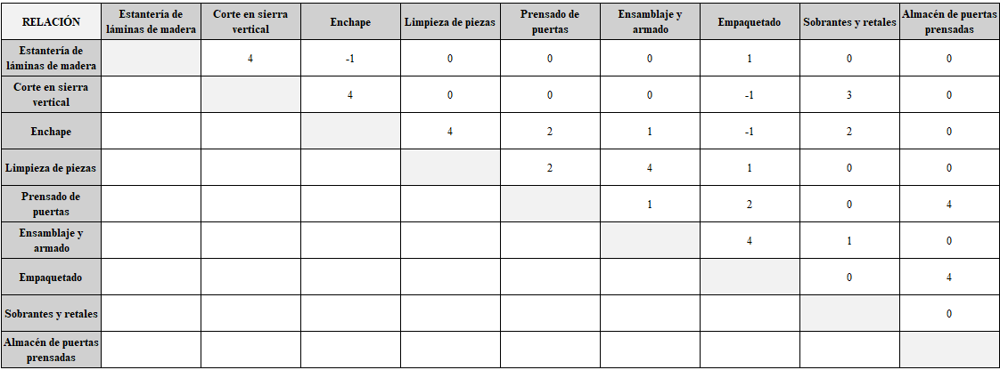 RELACIÓN Estantería de láminas de madera Corte en sierra vertical Enchape Limpieza de piezas Prensado de puertas Ensamblaje y armado Empaquetado Sobrantes y retales Almacén de puertas prensadas
Estantería de láminas de madera 4 -1 0 0 0 1 0 0
Corte en sierra vertical 4 0 0 0 -1 3 0
Enchape 4 2 1 -1 2 0
Limpieza de piezas 2 4 1 0 0
Prensado de puertas 1 2 0 4
Ensamblaje y armado 4 1 0
Empaquetado 0 4
Sobrantes y retales 0
Almacén de puertas prensadas